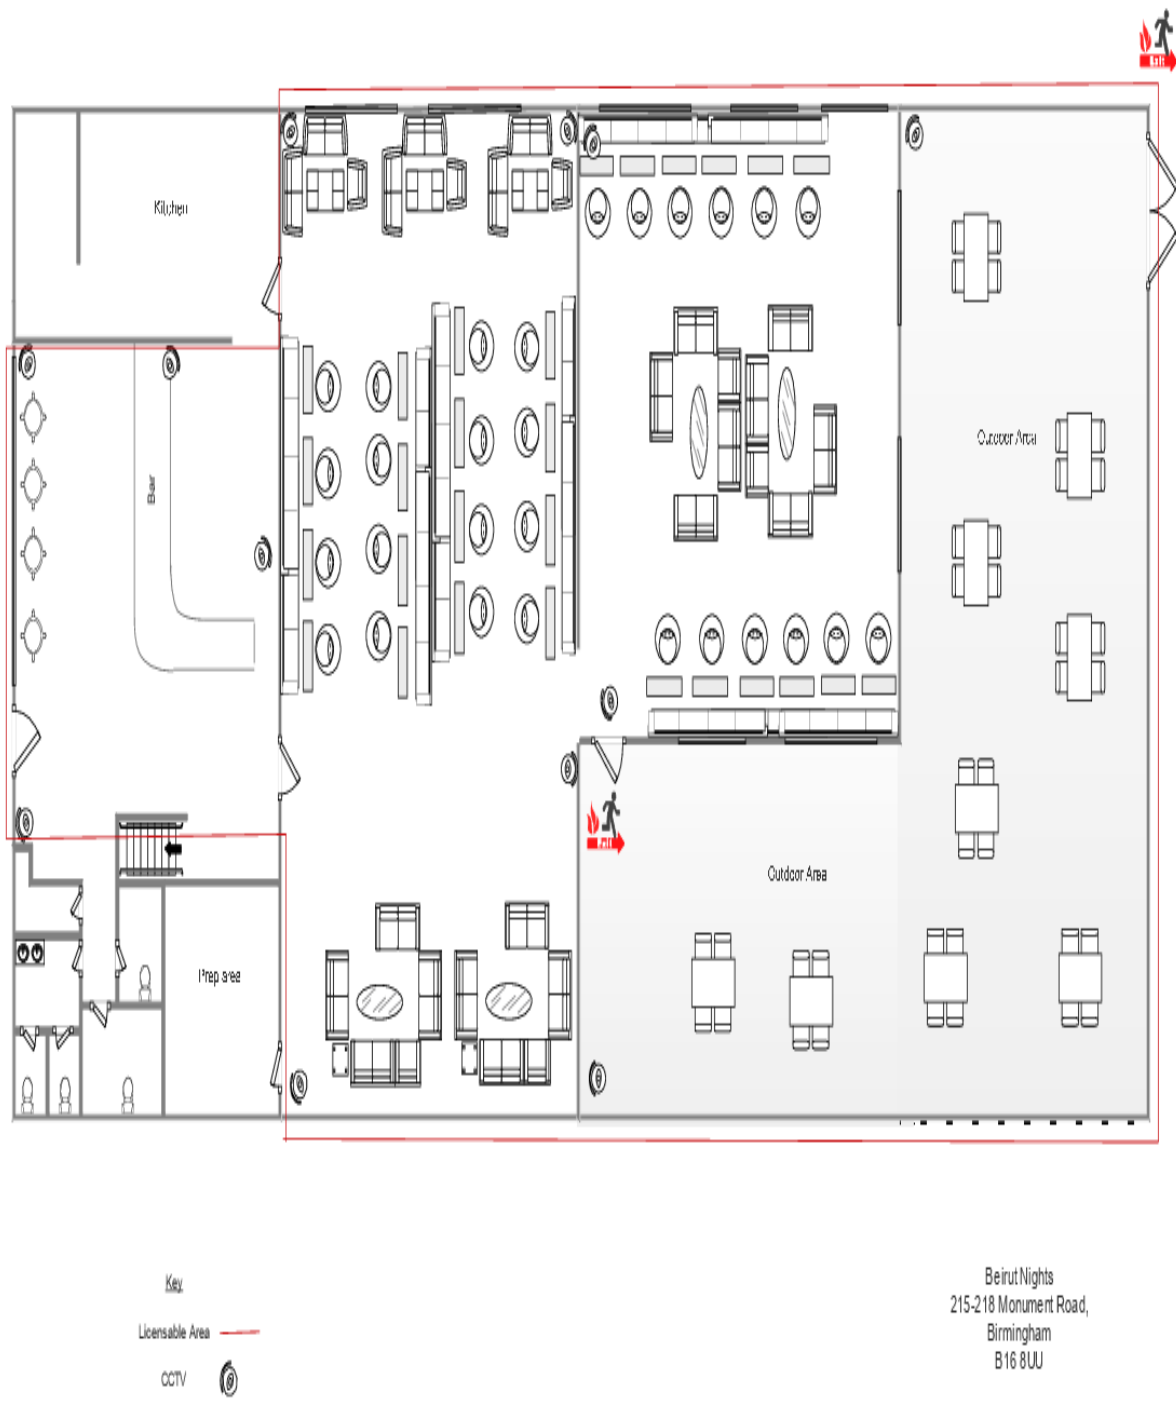 Kitchen
Bar
Outdoor Area
Outdoor Area
Prep area
Key
Licensable Area
CCTV
Beirut Nights
215-218 Monument Road,
Birmingham
B16 8UU